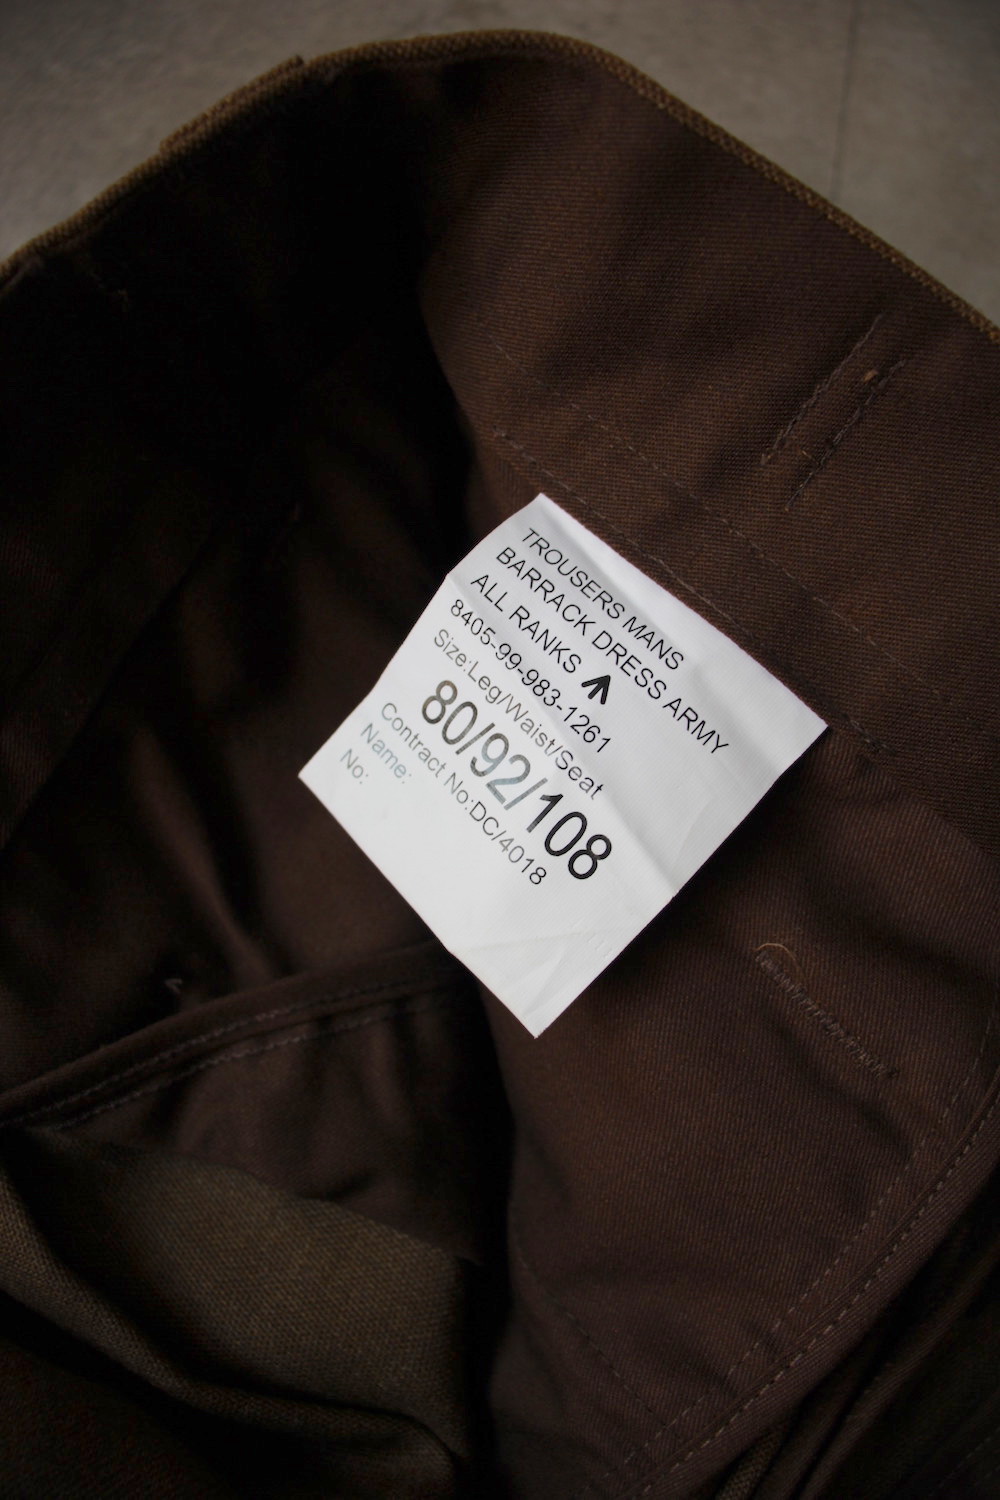 TROUSERS MANS
BARRACK DRESS ARMY
ALL RANKS
8405-99-983-1261
Size:Leg/Waist/Seat
80/92/108
Contract No:DC/4018
Name:
No: